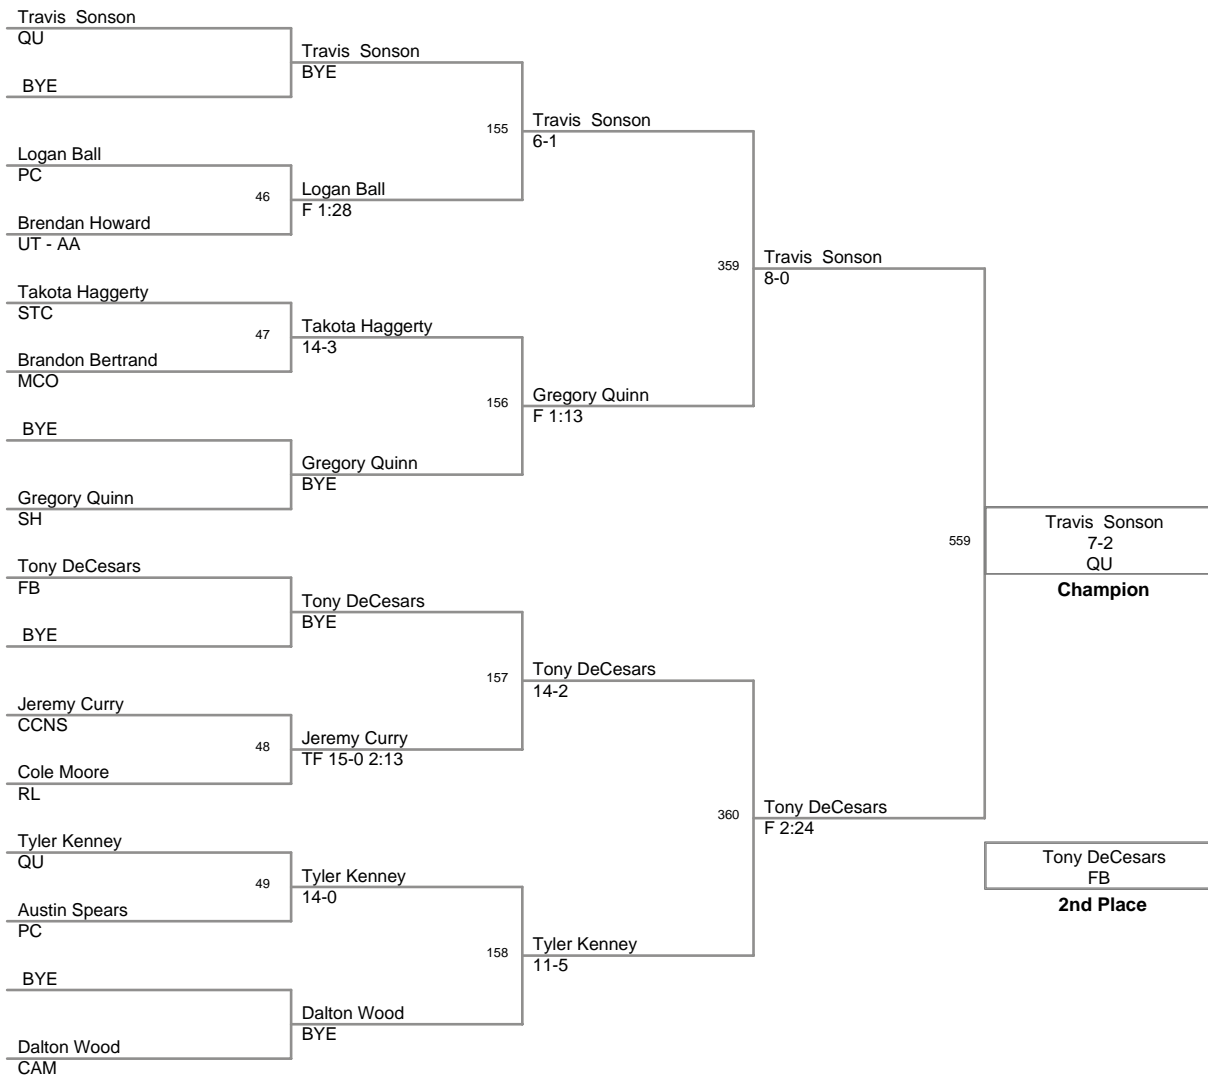 Travis  Sonson
QU
BYE
Logan Ball
PC
46
Brendan Howard
UT - AA
Takota Haggerty
STC
47
Brandon Bertrand
MCO
BYE
Gregory Quinn
SH
Tony DeCesars
FB
BYE
Jeremy Curry
CCNS
48
Cole Moore
RL
Tyler Kenney
QU
49
Austin Spears
PC
BYE
Dalton Wood
CAM
Travis  Sonson
BYE
155
Logan Ball
F 1:28
Takota Haggerty
14-3
156
Gregory Quinn
BYE
Tony DeCesars
BYE
157
Jeremy Curry
TF 15-0 2:13
Tyler Kenney
14-0
158
Dalton Wood
BYE
Travis  Sonson
6-1
359
Gregory Quinn
F 1:13
Tony DeCesars
14-2
360
Tyler Kenney
11-5
Travis  Sonson
8-0
559
Tony DeCesars
F 2:24
Travis  Sonson
7-2
QU
Champion
Tony DeCesars
FB
2nd Place